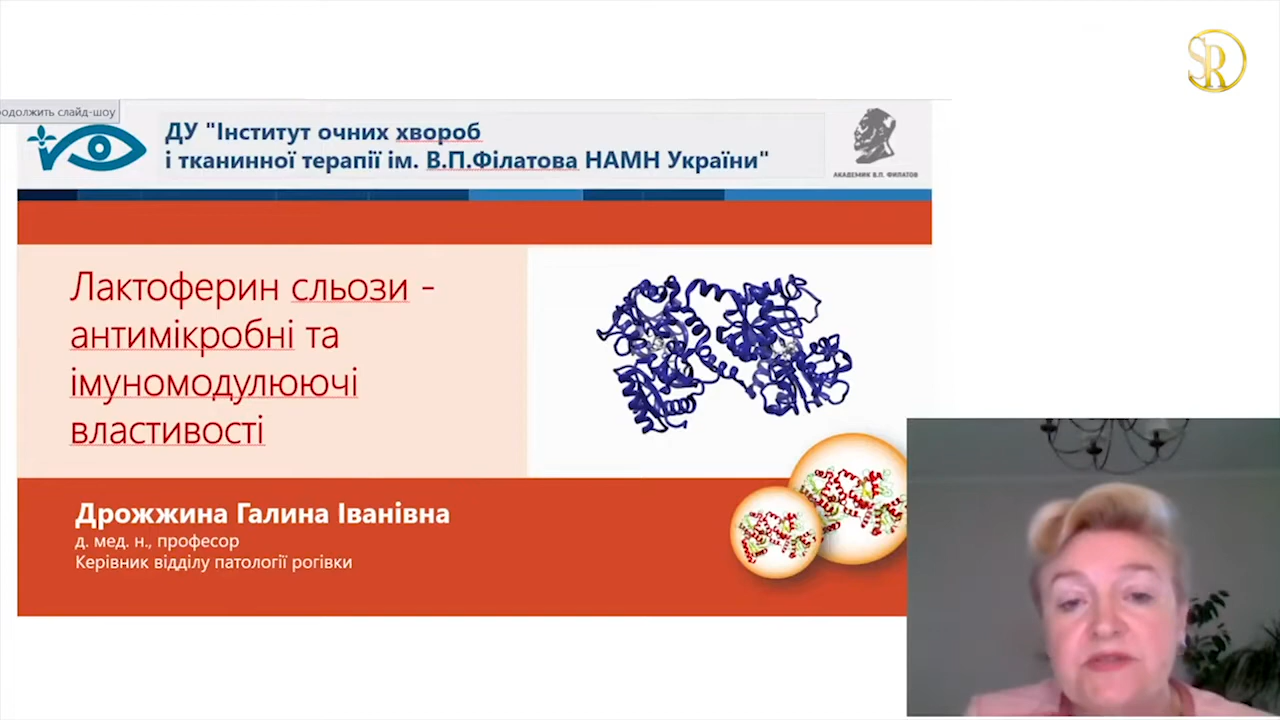 SR
родолжить слайд-шоу
ДУ "Інститут очних хвороб
і тканинної терапії ім. В.П.Філатова НАМН України"
АКАДЕМИК В.П. ФИЛАТОВ
Лактоферин сльози -
антимікробні та
імуномодулюючі
властивості
Дрожжина Галина Іванівна
д. мед. н., професор
Керівник відділу патології рогівки